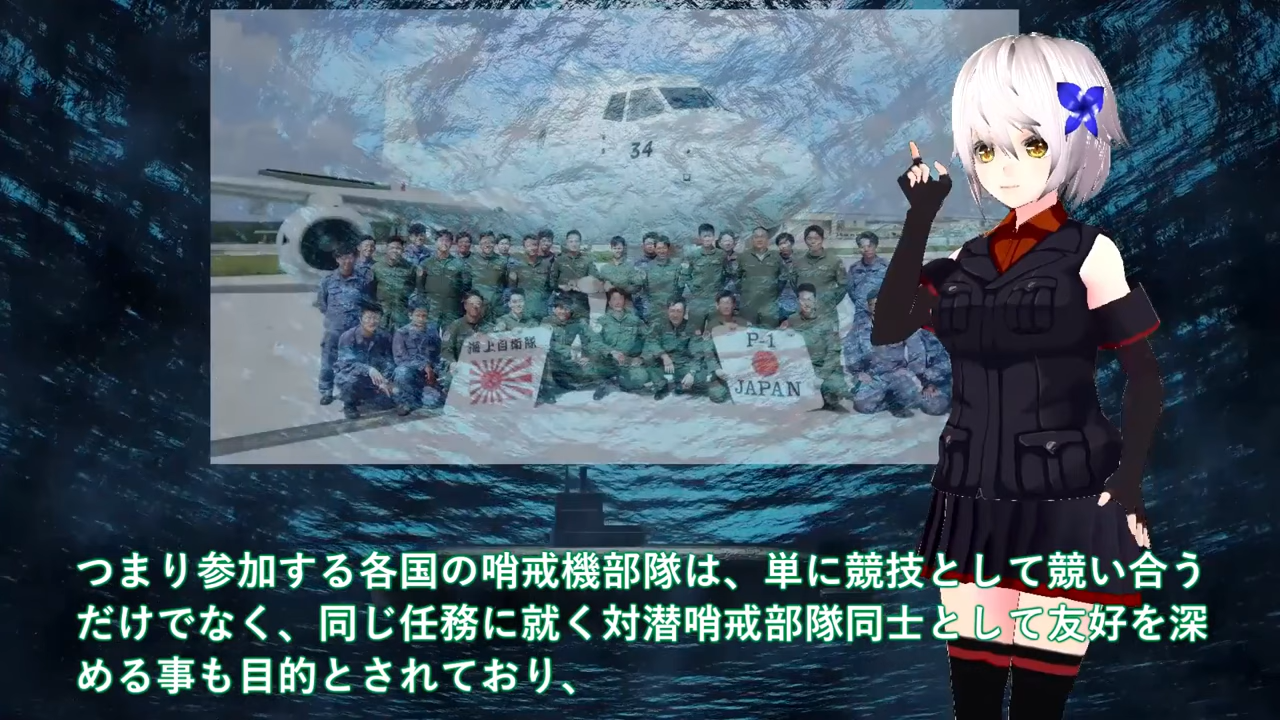 34
海上自衛隊
P-1
JAPAN
つまり参加する各国の哨戒機部隊は、単に競技として競い合う
だけでなく、同じ任務に就く対潜哨戒部隊同士として友好を深
める事も目的とされており、